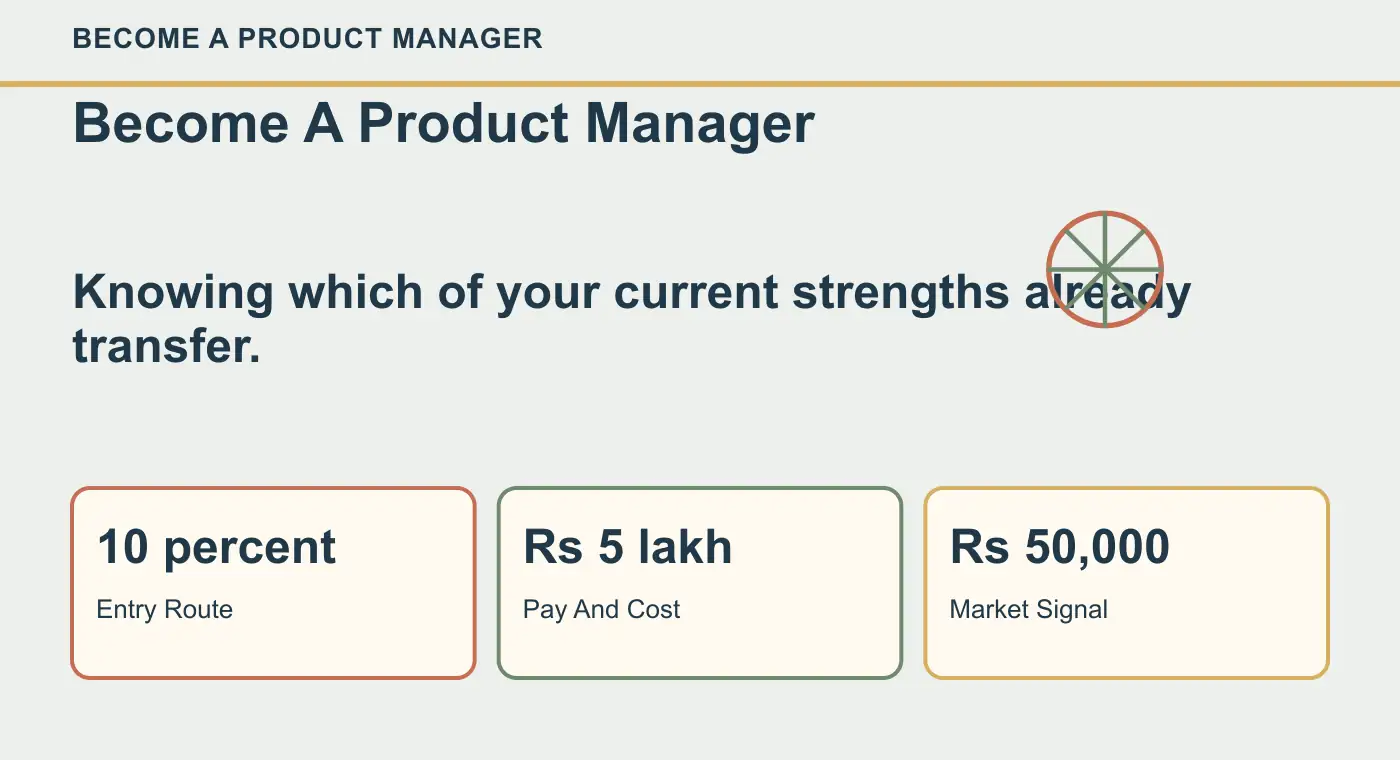 BECOME A PRODUCT MANAGER
Become A Product Manager
Knowing which of your current strengths already
transfer.
10 percent
Entry Route
Rs 5 lakh
Pay And Cost
Rs 50,000
Market Signal